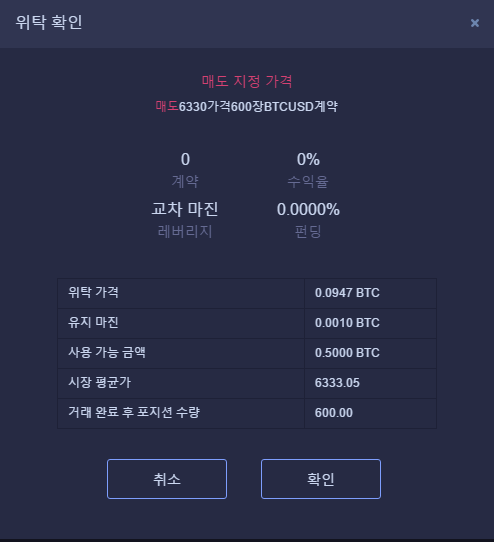 위탁 확인
×
매도 지정 가격
매도6330가격600장BTCUSD계약
0 0%
계약 수익율
교차 마진 0.0000%
레버리지 펀딩
위탁 가격 0.0947 BTC
유지 마진 0.0010 BTC
사용 가능 금액 0.5000 BTC
시장 평균가 6333.05
거래 완료 후 포지션 수량 600.00
취소 확인